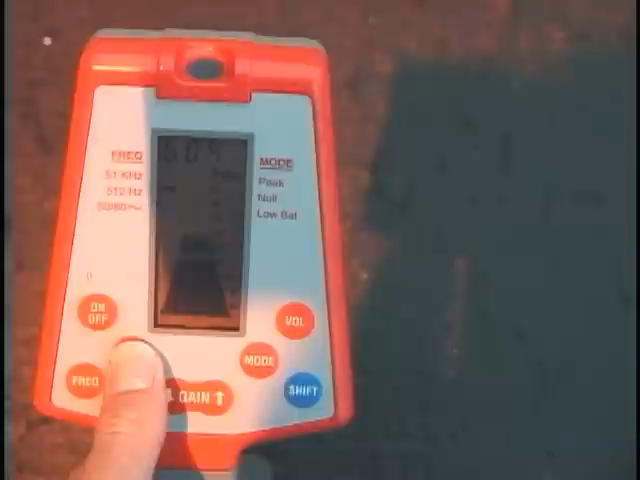 604
FREQ
51 KHz
512 Hz
50/60~
MODE
Peak
Null
Low Bat
ON
OFF
VOL
MODE
FREQ
GAIN ↑
SHIFT